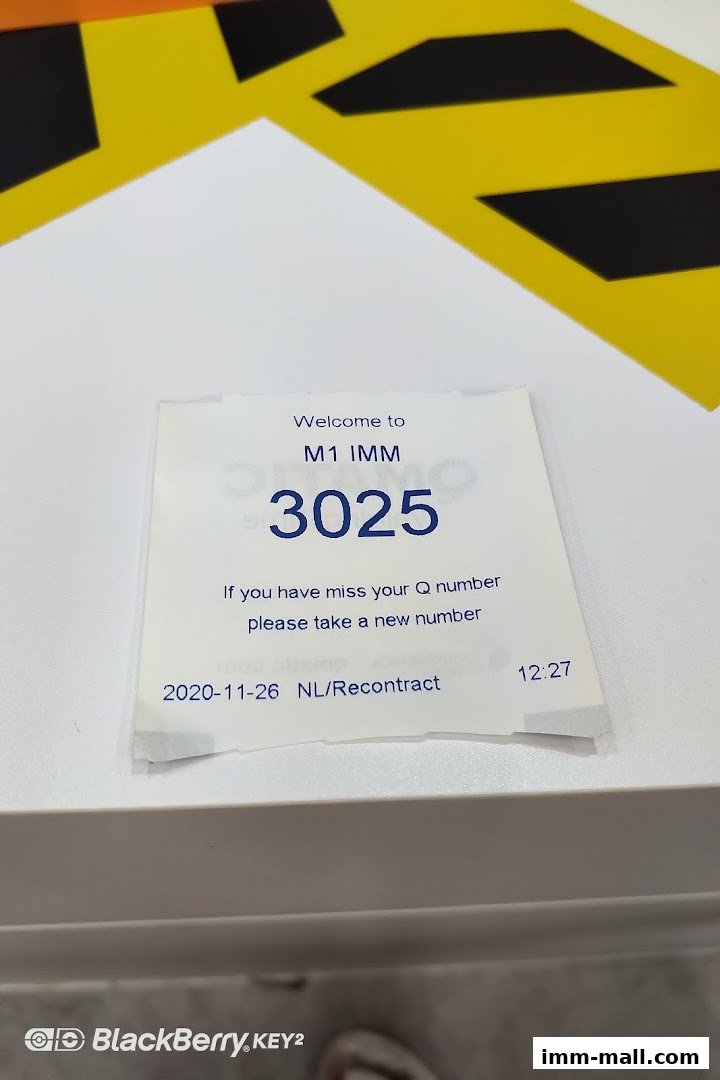 Welcome to
M1 IMM
3025
If you have miss your Q number
please take a new number
2020-11-26 NL/Recontract 12:27
BlackBerry® KEY2
imm-mall.com